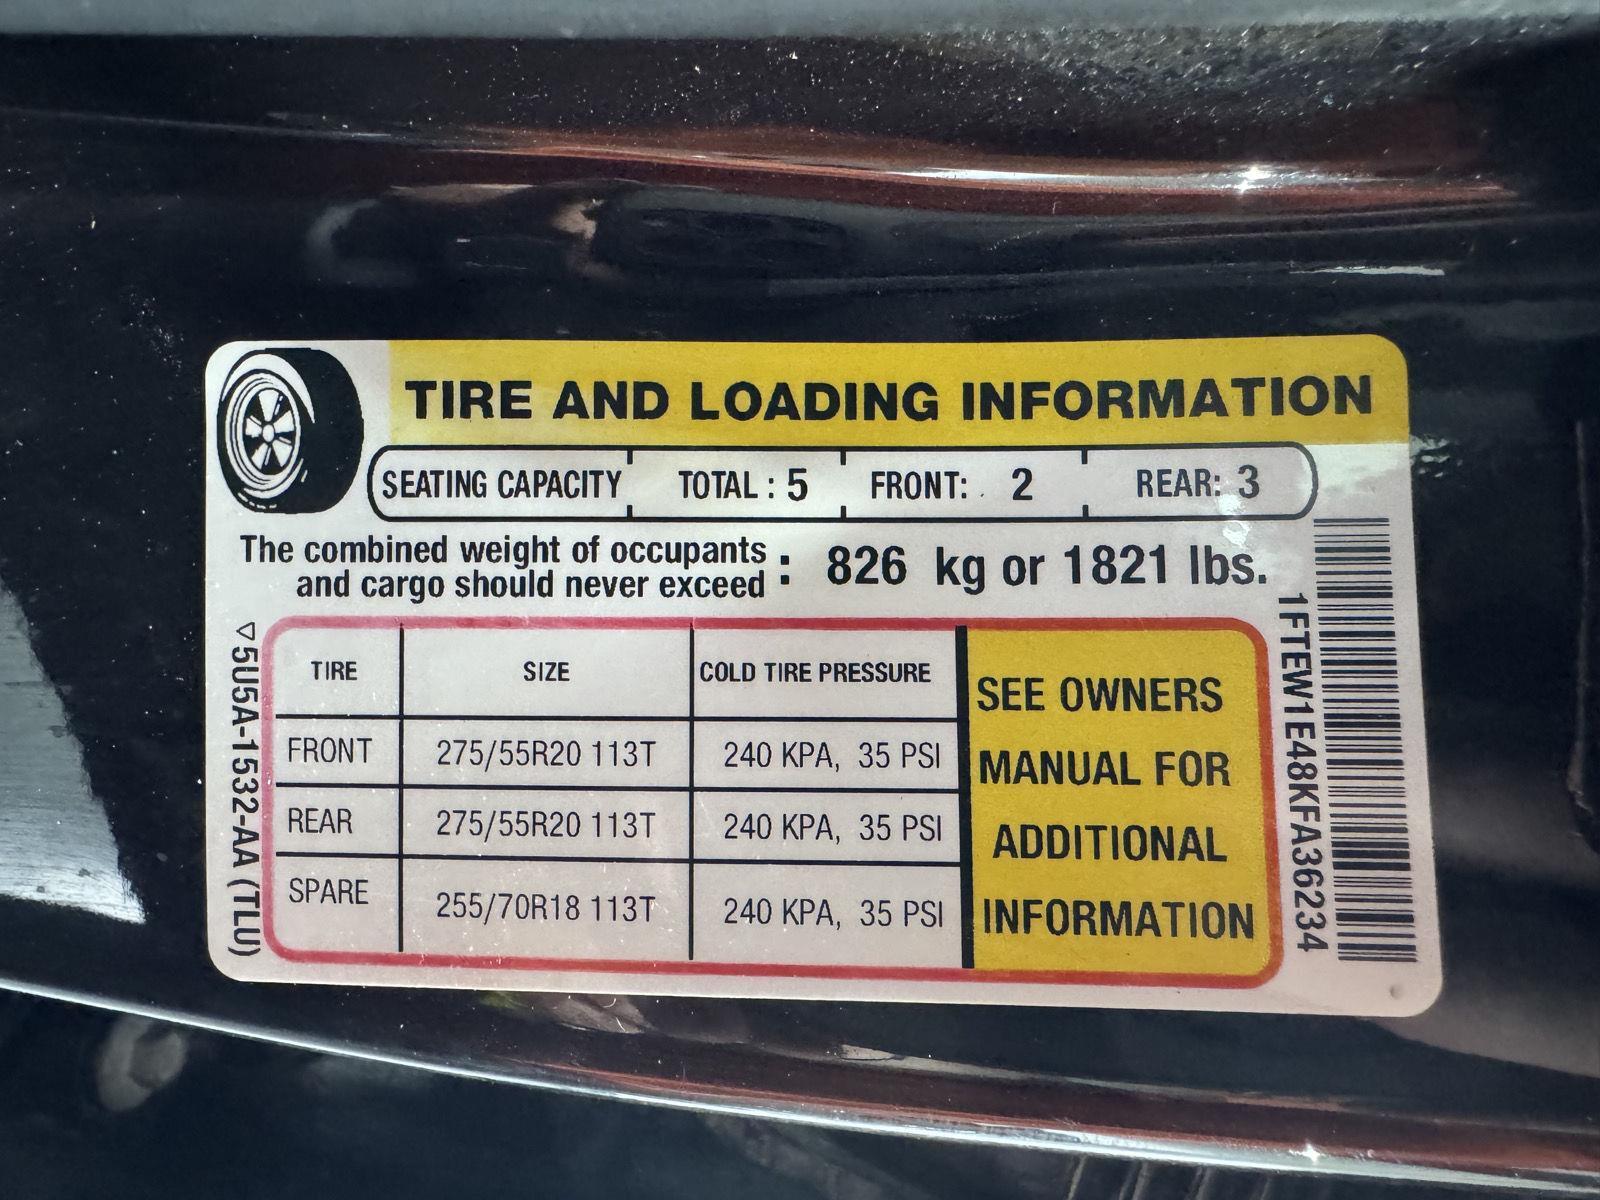 TIRE AND LOADING INFORMATION
SEATING CAPACITY TOTAL : 5 FRONT: 2 REAR: 3
The combined weight of occupants
and cargo should never exceed : 826 kg or 1821 lbs.
TIRE SIZE COLD TIRE PRESSURE
FRONT 275/55R20 113T 240 KPA, 35 PSI
REAR 275/55R20 113T 240 KPA, 35 PSI
SPARE 255/70R18 113T 240 KPA, 35 PSI
SEE OWNERS
MANUAL FOR
ADDITIONAL
INFORMATION
5U5A-1532-AA (TLU)
1FTEW1E48KFA36234